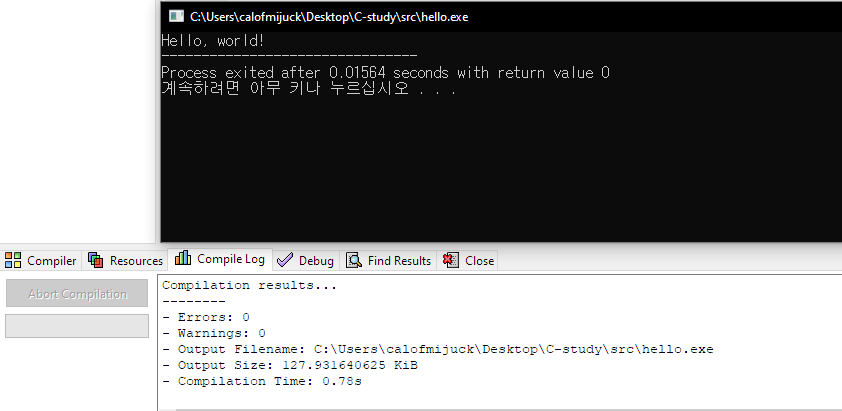 C:\Users\calofmijuck\Desktop\C-study\src\hello.exe
Hello, world!
--------------------------------
Process exited after 0.01564 seconds with return value 0
계속하려면 아무 키나 누르십시오 . . .
Compiler Resources Compile Log Debug Find Results Close
Abort Compilation
Compilation results...
--------
- Errors: 0
- Warnings: 0
- Output Filename: C:\Users\calofmijuck\Desktop\C-study\src\hello.exe
- Output Size: 127.931640625 KiB
- Compilation Time: 0.78s